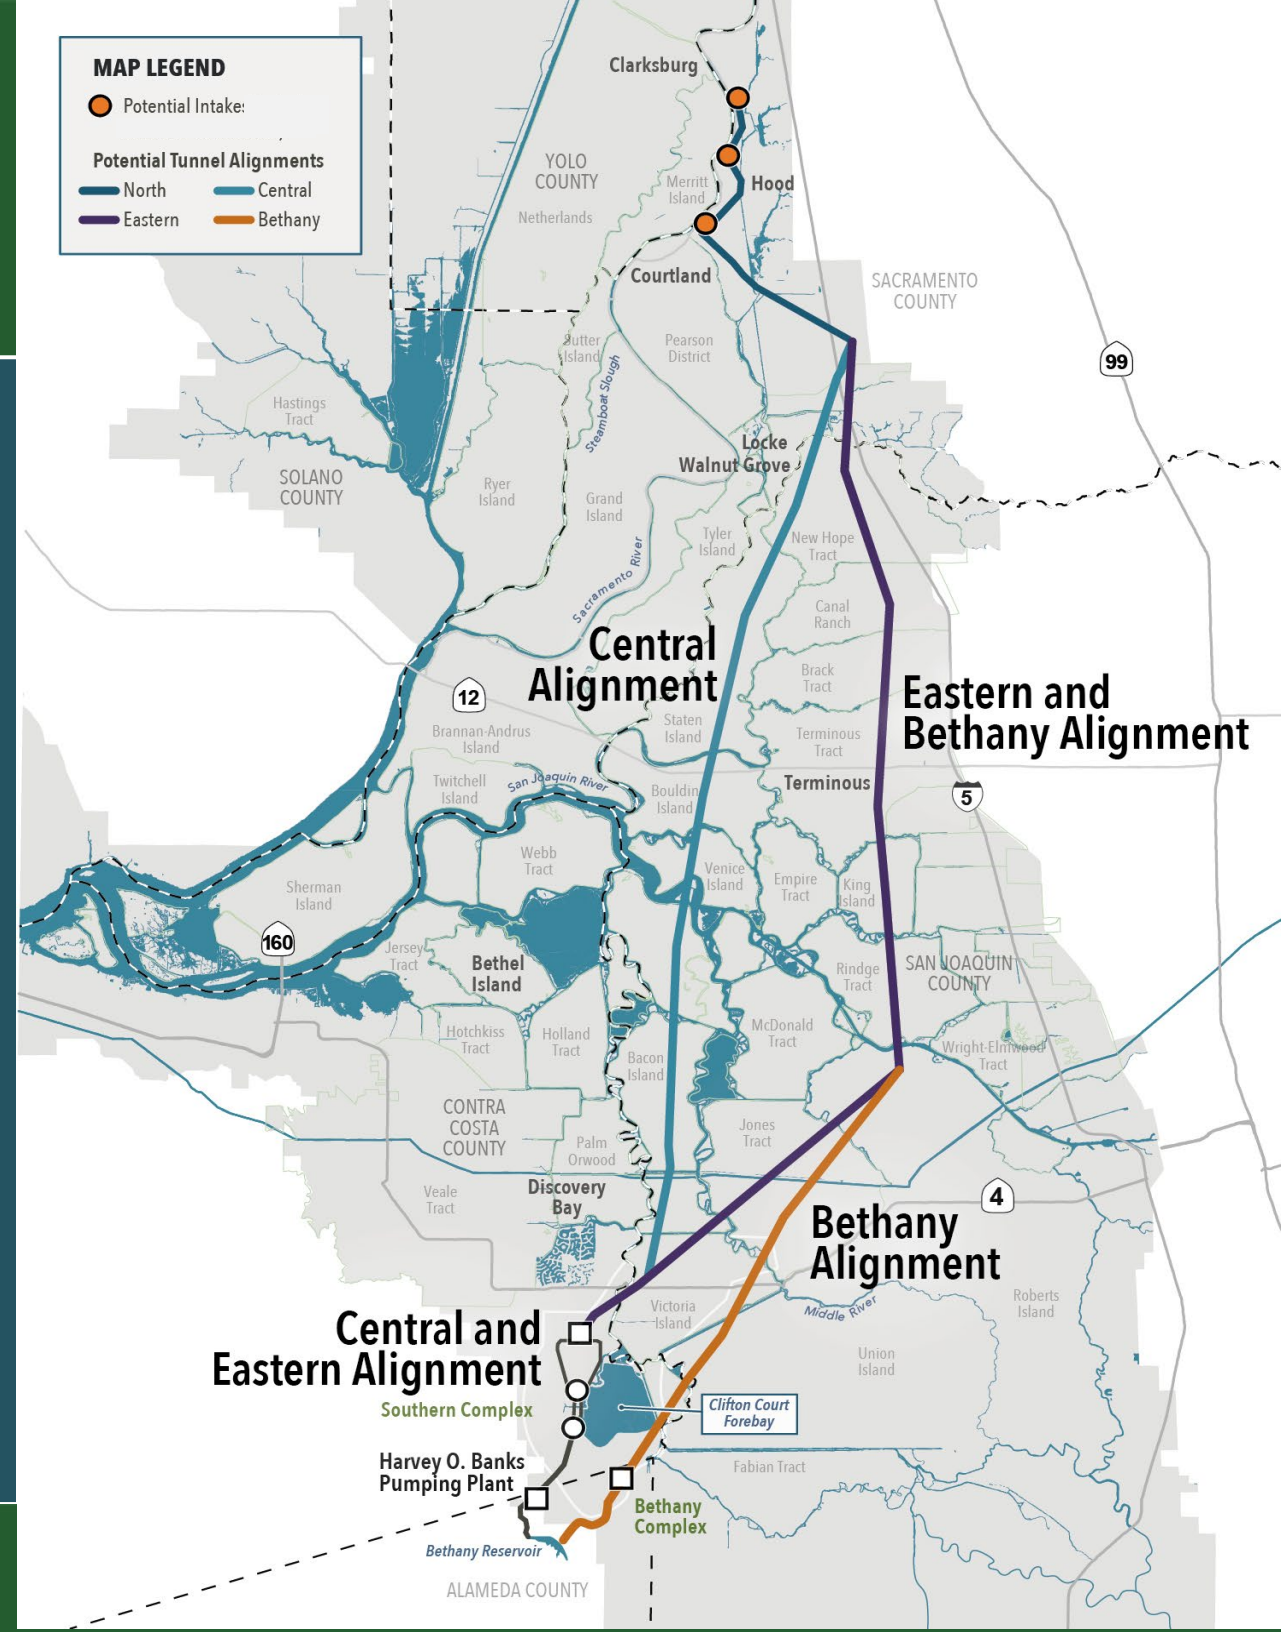 MAP LEGEND
Potential Intakes
Potential Tunnel Alignments
North
Central
Eastern
Bethany
Clarksburg
YOLO
COUNTY
Netherlands
Merritt
Island
Hood
Courtland
SACRAMENTO
COUNTY
Sutter
Island
Pearson
District
Steamboat Slough
99
Hastings
Tract
SOLANO
COUNTY
Locke
Walnut Grove
Ryer
Island
Grand
Island
Tyler
Island
New Hope
Tract
Sacramento River
Canal
Ranch
Central
Alignment
Brack
Tract
12
Eastern and
Bethany Alignment
Staten
Island
Brannan-Andrus
Island
Terminous
Tract
Twitchell
Island
San Joaquin River
Bouldin
Island
Terminous
5
Webb
Tract
Venice
Island
Empire
Tract
King
Island
Sherman
Island
160
Jersey
Tract
Bethel
Island
Rindge
Tract
SAN JOAQUIN
COUNTY
Hotchkiss
Tract
Holland
Tract
McDonald
Tract
Bacon
Island
Wright-Elmwood
Tract
CONTRA
COSTA
COUNTY
Palm
Orwood
Jones
Tract
Veale
Tract
Discovery
Bay
4
Bethany
Alignment
Middle River
Roberts
Island
Victoria
Island
Central and
Eastern Alignment
Union
Island
Southern Complex
Clifton Court
Forebay
Harvey O. Banks
Pumping Plant
Fabian Tract
Bethany
Complex
Bethany Reservoir
ALAMEDA COUNTY